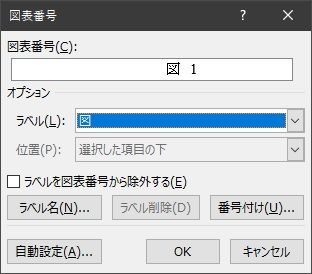 図表番号 ? ×
図表番号(C):
図 1
オプション
ラベル(L): 図
位置(P): 選択した項目の下
ラベルを図表番号から除外する(E)
ラベル名(N)... ラベル削除(D) 番号付け(U)...
自動設定(A)... OK キャンセル